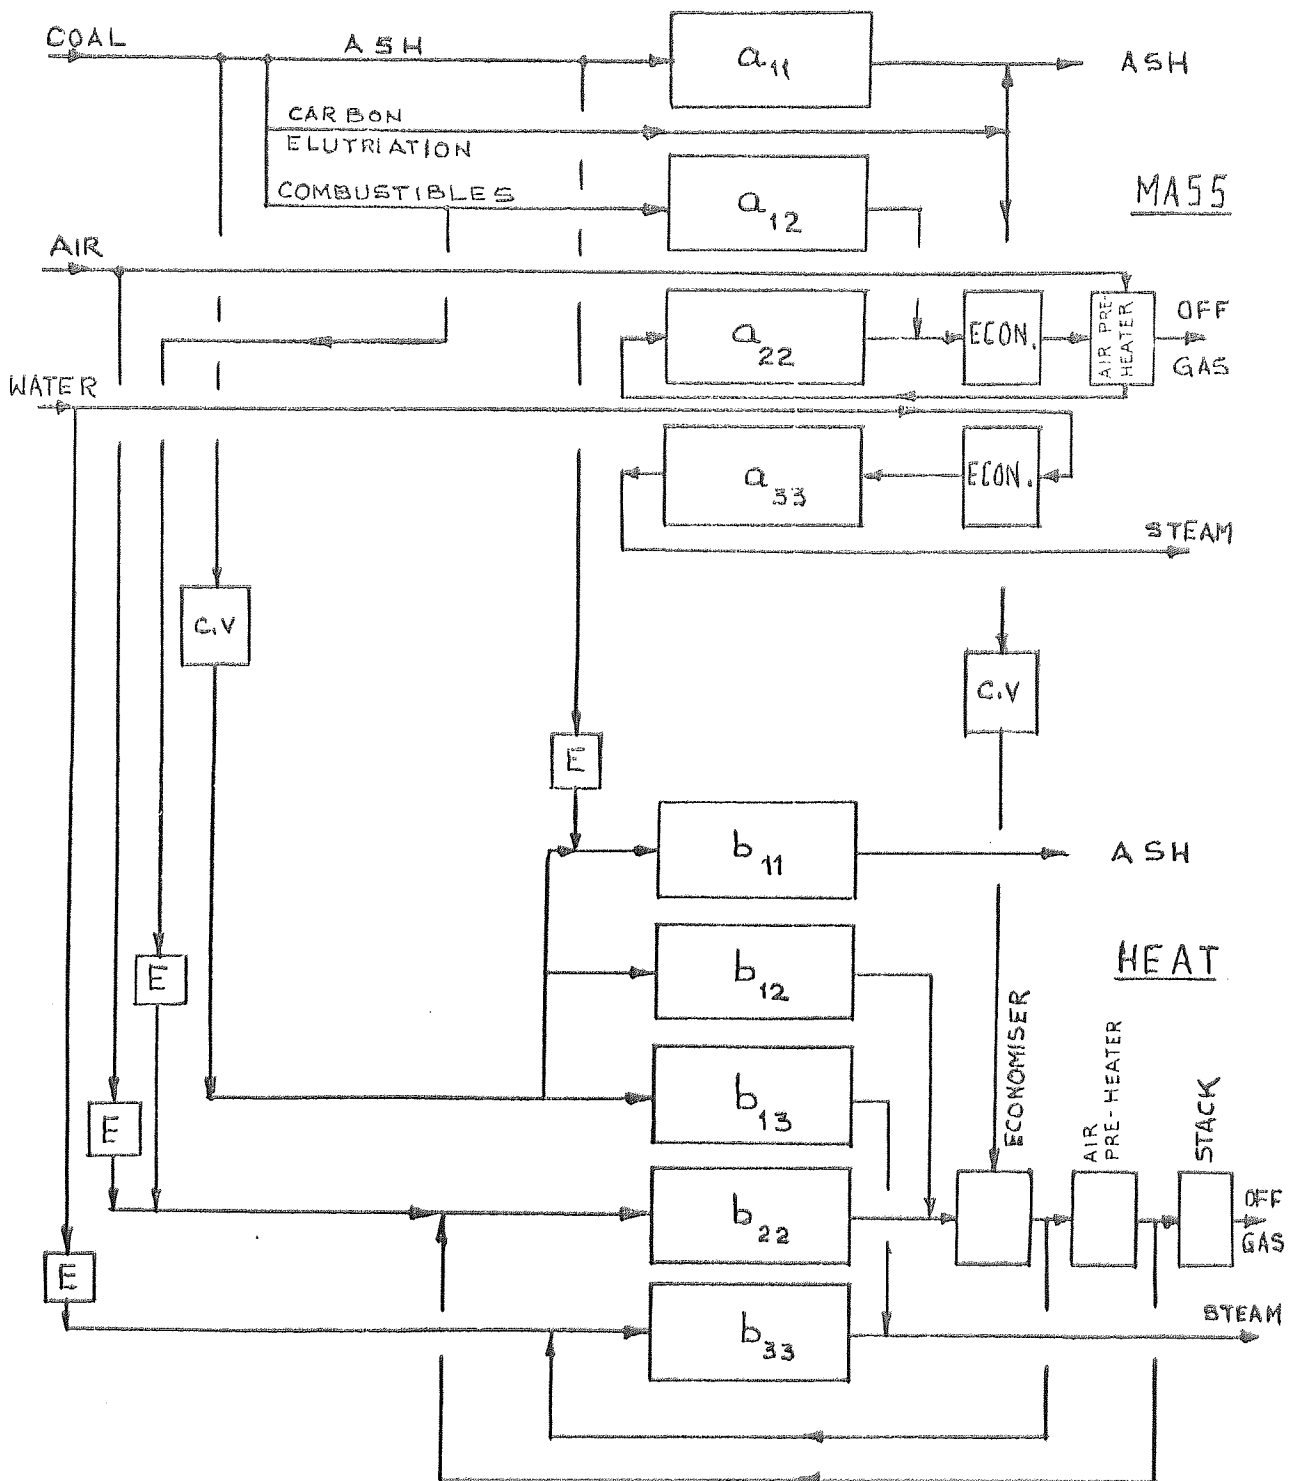 COAL
ASH
a11
ASH
CARBON
ELUTRIATION
COMBUSTIBLES
a12
MASS
AIR
a22
ECON.
AIR PRE-
HEATER
OFF
GAS
WATER
a33
ECON.
STEAM
C.V
C.V
E
b11
ASH
E
b12
HEAT
E
b13
ECONOMISER
AIR
PRE-HEATER
STACK
b22
OFF
GAS
E
b33
STEAM